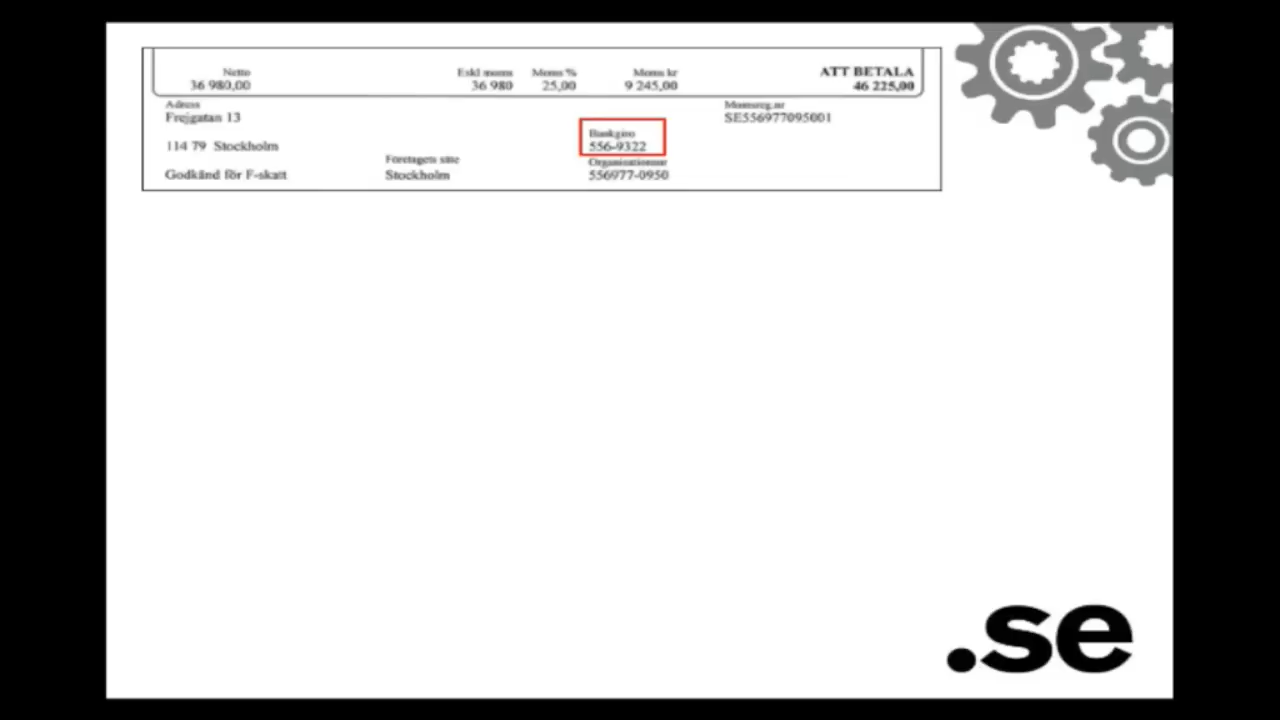 Netto Exkl moms Moms % Moms kr ATT BETALA
36 980,00 36 980 25,00 9 245,00 46 225,00
Adress Momsreg.nr
Frejgatan 13 SE556977095001
Bankgiro
114 79 Stockholm 556-9322
Företagets säte Organisationsnr
Godkänd för F-skatt Stockholm 556977-0950
.se